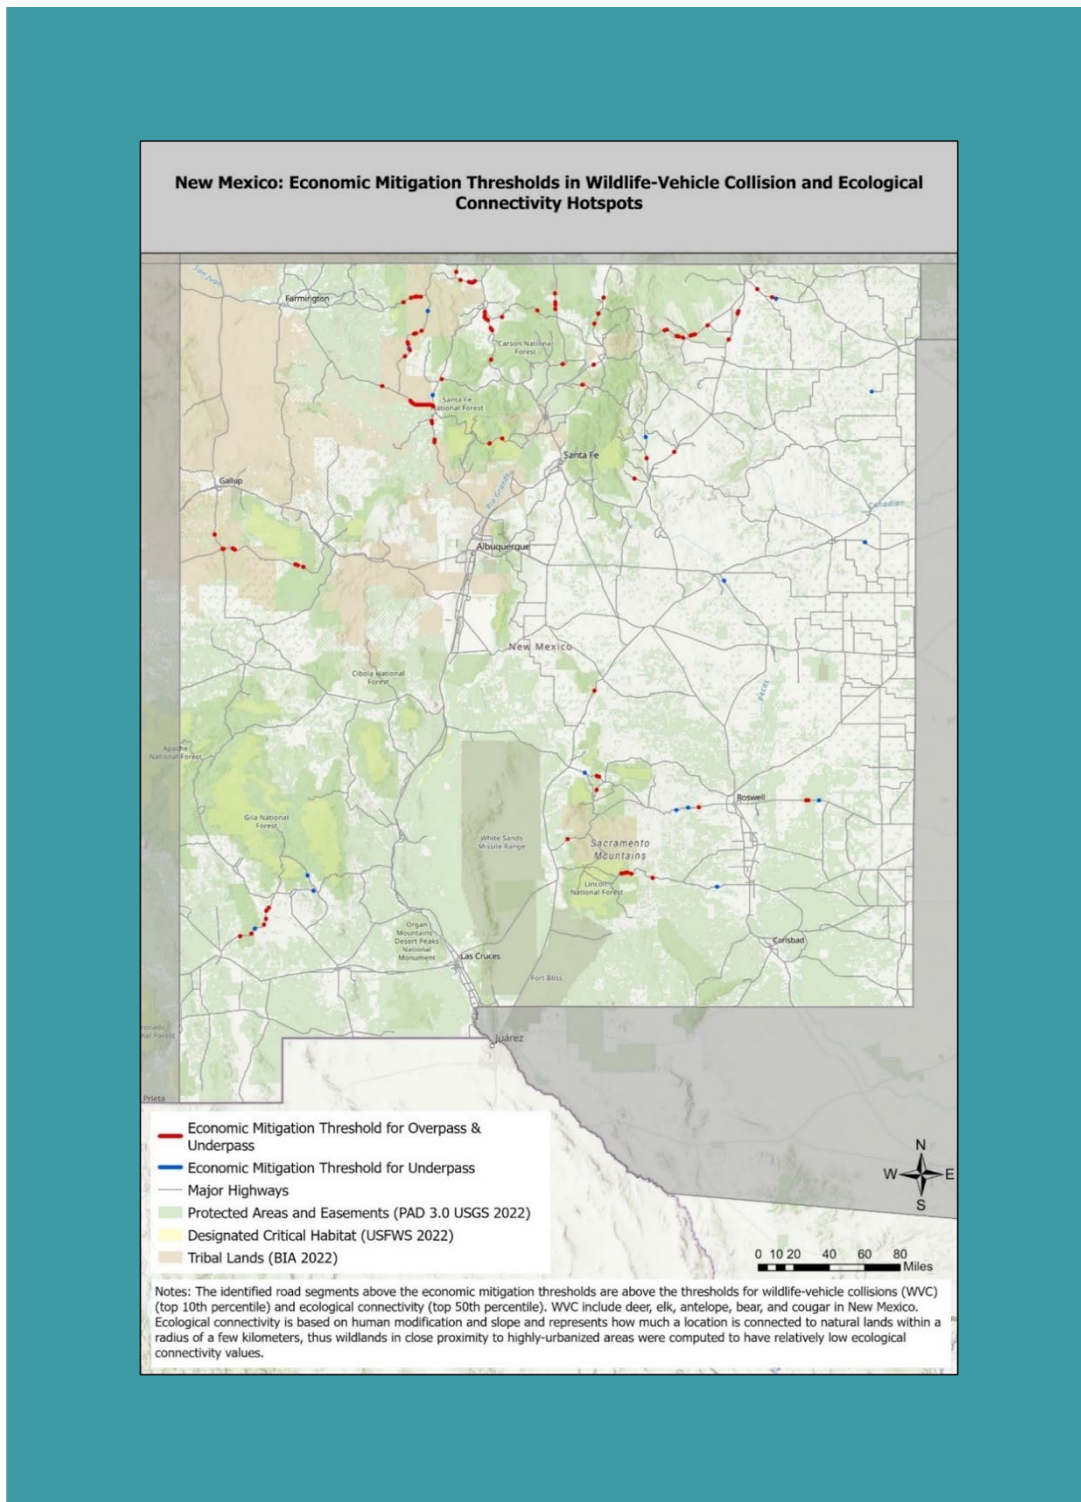 New Mexico: Economic Mitigation Thresholds in Wildlife-Vehicle Collision and Ecological
Connectivity Hotspots
San Juan
Farmington
Carson National
Forest
Santa Fe
National Forest
Santa Fe
Gallup
Rio Grande
Canadian
Albuquerque
New Mexico
Cibola National
Forest
Pecos
Apache
National Forest
Roswell
Gila National
Forest
White Sands
Missile Range
Sacramento
Mountains
Lincoln
National Forest
Organ
Mountains
Desert Peaks
National
Monument
Las Cruces
Carlsbad
Fort Bliss
Juárez
Prieta
Economic Mitigation Threshold for Overpass &
Underpass
Economic Mitigation Threshold for Underpass
Major Highways
Protected Areas and Easements (PAD 3.0 USGS 2022)
Designated Critical Habitat (USFWS 2022)
Tribal Lands (BIA 2022)
N
W E
S
0 10 20 40 60 80
Miles
Notes: The identified road segments above the economic mitigation thresholds are above the thresholds for wildlife-vehicle collisions (WVC)
(top 10th percentile) and ecological connectivity (top 50th percentile). WVC include deer, elk, antelope, bear, and cougar in New Mexico.
Ecological connectivity is based on human modification and slope and represents how much a location is connected to natural lands within a
radius of a few kilometers, thus wildlands in close proximity to highly-urbanized areas were computed to have relatively low ecological
connectivity values.